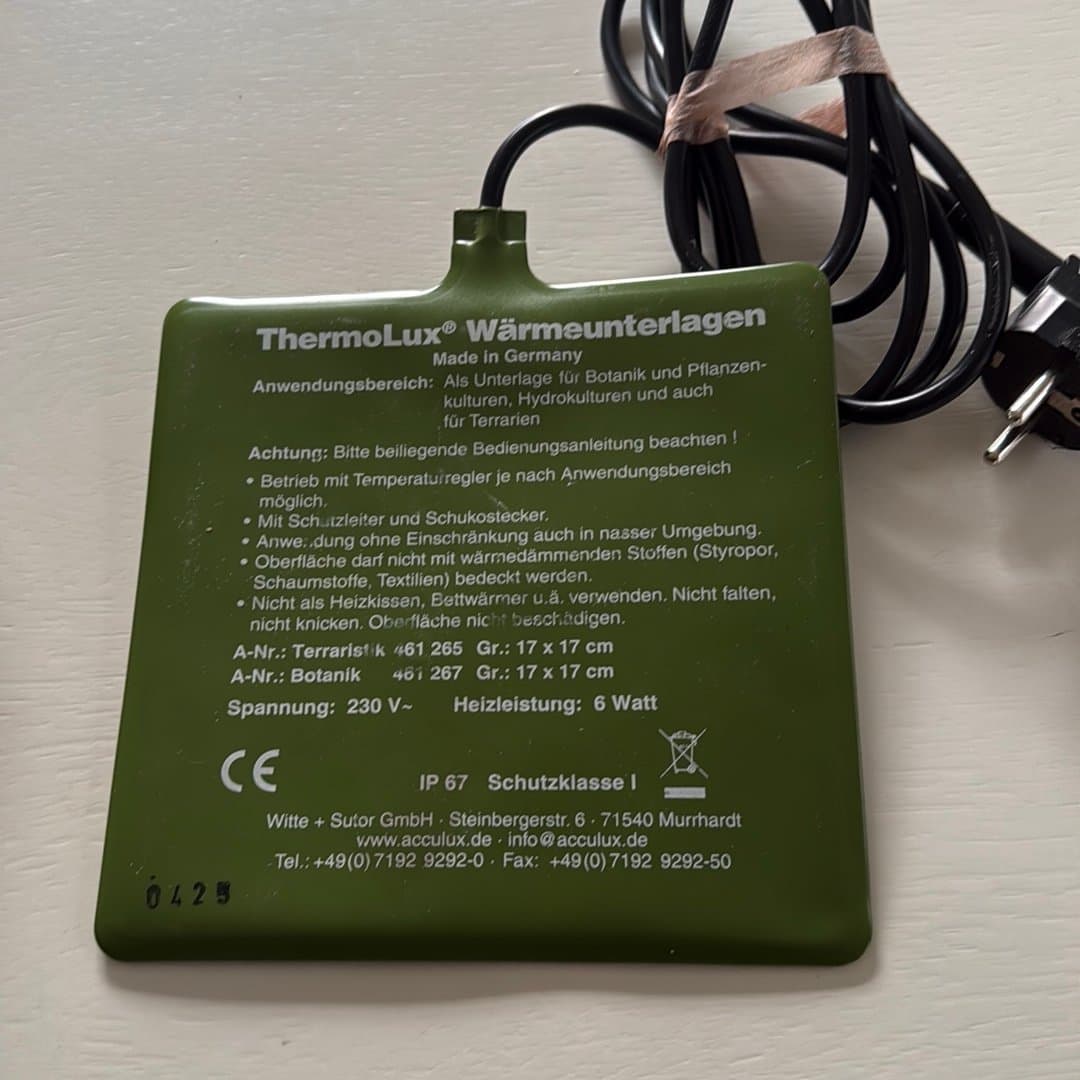 ThermoLux® Wärmeunterlagen
Made in Germany
Anwendungsbereich: Als Unterlage für Botanik und Pflanzen-
kulturen, Hydrokulturen und auch
für Terrarien
Achtung: Bitte beiliegende Bedienungsanleitung beachten !
• Betrieb mit Temperaturregler je nach Anwendungsbereich
möglich.
• Mit Schutzleiter und Schukostecker.
• Anwendung ohne Einschränkung auch in nasser Umgebung.
• Oberfläche darf nicht mit wärmedämmenden Stoffen (Styropor,
Schaumstoffe, Textilien) bedeckt werden.
• Nicht als Heizkissen, Bettwärmer u.ä. verwenden. Nicht falten,
nicht knicken. Oberfläche nicht beschädigen.
A-Nr.: Terraristik 461 265 Gr.: 17 x 17 cm
A-Nr.: Botanik 461 267 Gr.: 17 x 17 cm
Spannung: 230 V~ Heizleistung: 6 Watt
CE
IP 67 Schutzklasse I
Witte + Sutor GmbH · Steinbergerstr. 6 · 71540 Murrhardt
www.acculux.de · info@acculux.de
Tel.: +49(0) 7192 9292-0 · Fax: +49(0) 7192 9292-50